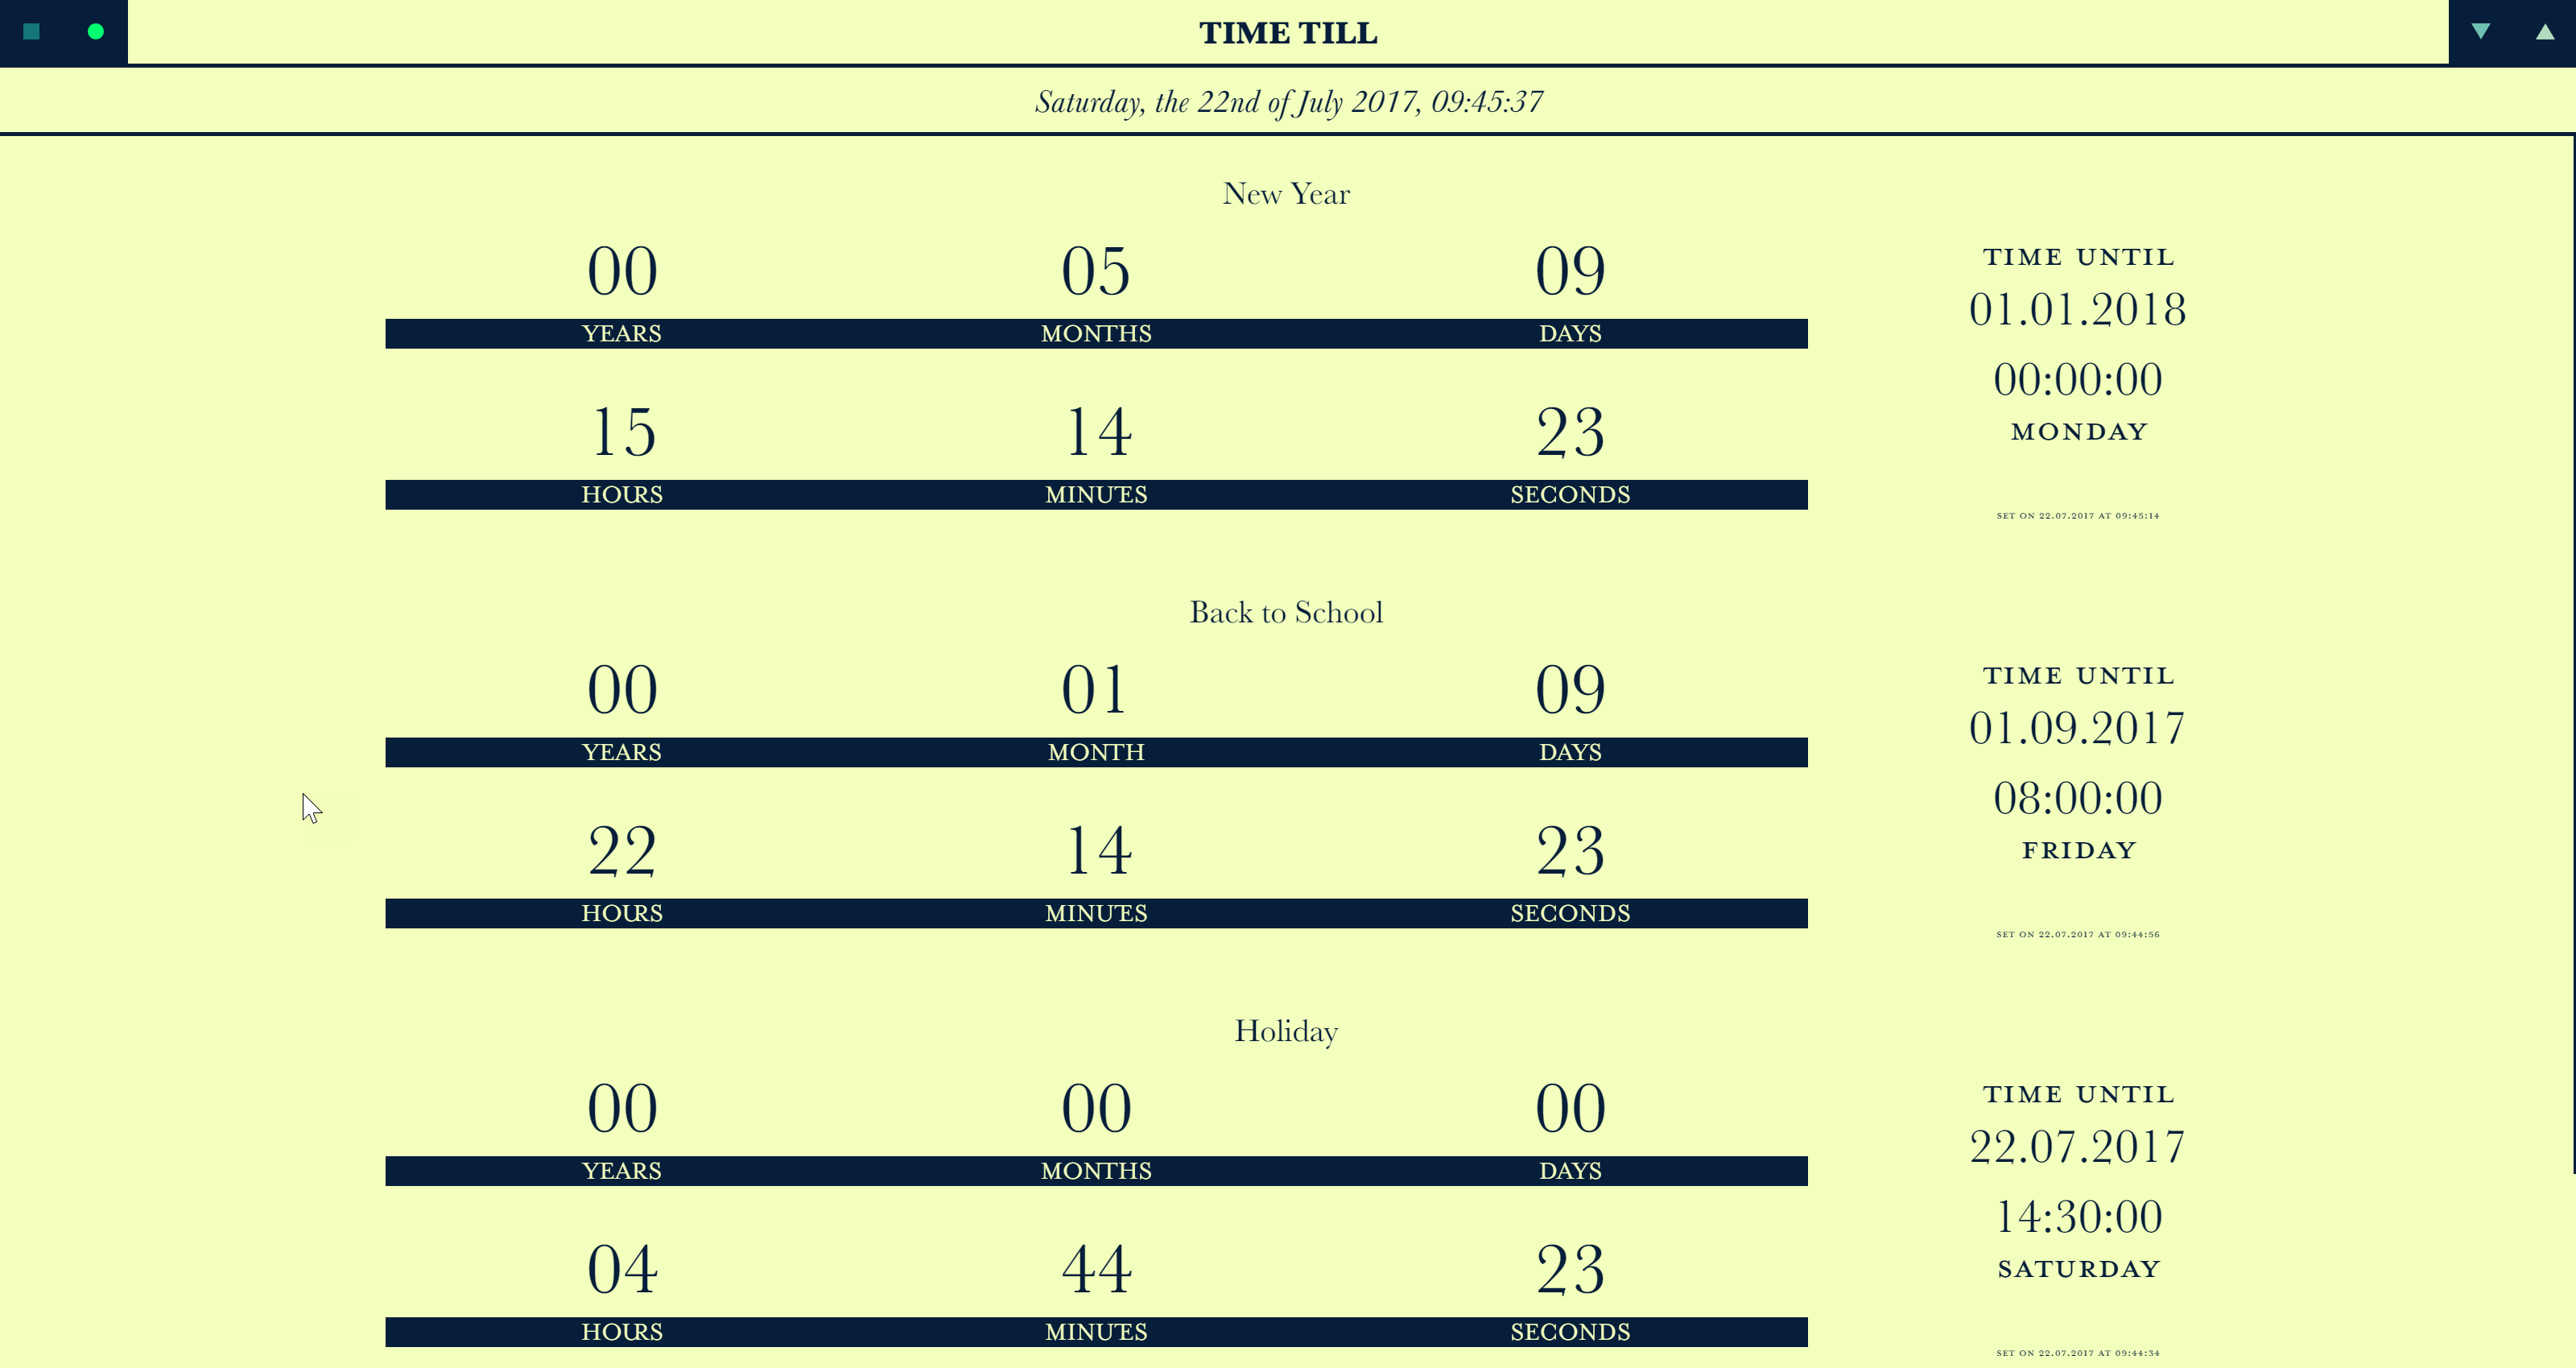 TIME TILL
Saturday, the 22nd of July 2017, 09:45:37
New Year
00 05 09
YEARS MONTHS DAYS
15 14 23
HOURS MINUTES SECONDS
TIME UNTIL
01.01.2018
00:00:00
MONDAY
SET ON 22.07.2017 AT 09:45:14
Back to School
00 01 09
YEARS MONTH DAYS
22 14 23
HOURS MINUTES SECONDS
TIME UNTIL
01.09.2017
08:00:00
FRIDAY
SET ON 22.07.2017 AT 09:44:56
Holiday
00 00 00
YEARS MONTHS DAYS
04 44 23
HOURS MINUTES SECONDS
TIME UNTIL
22.07.2017
14:30:00
SATURDAY
SET ON 22.07.2017 AT 09:44:34